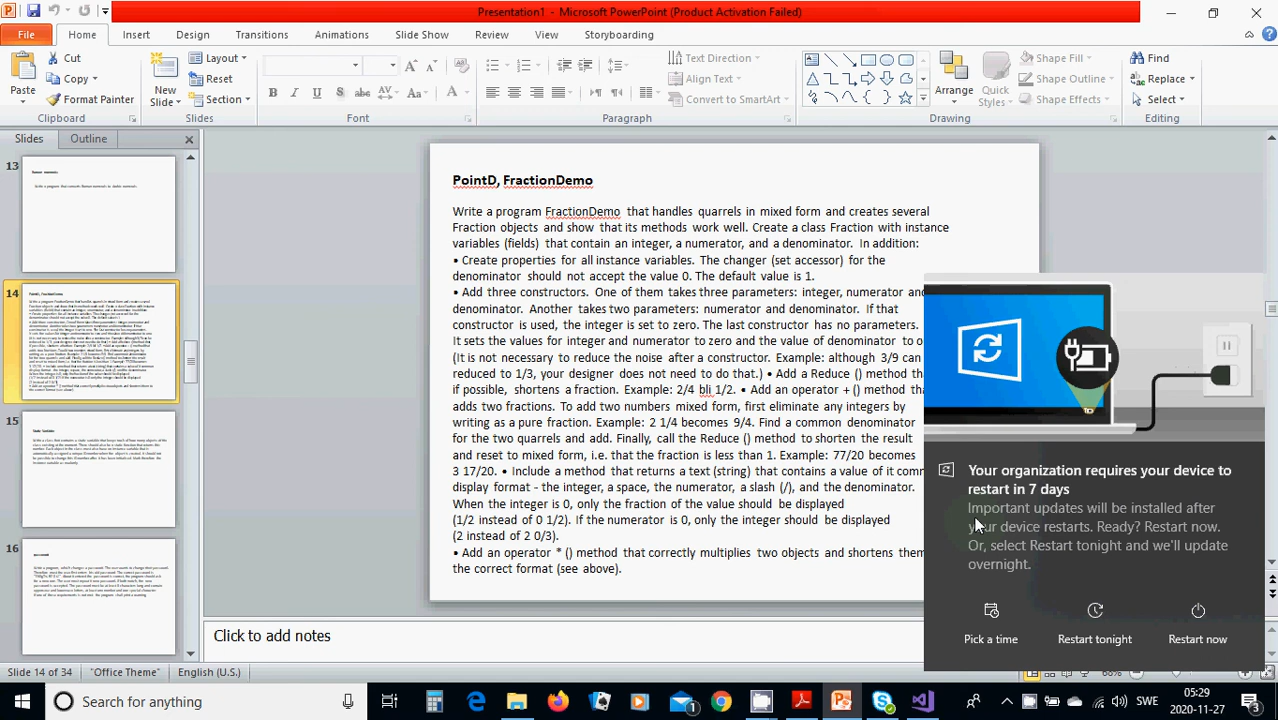 Presentation1 - Microsoft PowerPoint (Product Activation Failed)
File Home Insert Design Transitions Animations Slide Show Review View Storyboarding
Paste
Cut
Copy
Format Painter
Clipboard
New
Slide
Layout
Reset
Section
Slides
Font
Text Direction
Align Text
Convert to SmartArt
Paragraph
Arrange
Quick
Styles
Shape Fill
Shape Outline
Shape Effects
Drawing
Find
Replace
Select
Editing
Slides Outline
13
14
15
16
PointD, FractionDemo
Write a program FractionDemo that handles quarrels in mixed form and creates several
Fraction objects and show that its methods work well. Create a class Fraction with instance
variables (fields) that contain an integer, a numerator, and a denominator. In addition:
• Create properties for all instance variables. The changer (set accessor) for the
denominator should not accept the value 0. The default value is 1.
• Add three constructors. One of them takes three parameters: integer, numerator and
denominator. Another takes two parameters: numerator and denominator. If that
constructor is used, the integer is set to zero. The last constructor has no parameters.
It sets the values for integer and numerator to zero but the value of denominator to o
(It is not necessary to reduce the noise after a constructor. Example: although 3/9 can
reduced to 1/3, a designer does not need to do that.) • Add a Reduce () method tha
if possible, shortens a fraction. Example: 2/4 bli 1/2. • Add an operator + () method tha
adds two fractions. To add two numbers mixed form, first eliminate any integers by
writing as a pure fraction. Example: 2 1/4 becomes 9/4. Find a common denominator
for the two quotes and add. Finally, call the Reduce () method to shorten the result
and reset to mixed form, i.e. that the fraction is less than 1. Example: 77/20 becomes
3 17/20. • Include a method that returns a text (string) that contains a value of it comm
display format - the integer, a space, the numerator, a slash (/), and the denominator.
When the integer is 0, only the fraction of the value should be displayed
(1/2 instead of 0 1/2). If the numerator is 0, only the integer should be displayed
(2 instead of 2 0/3).
• Add an operator * () method that correctly multiplies two objects and shortens them
the correct format (see above).
Your organization requires your device to
restart in 7 days
Important updates will be installed after
your device restarts. Ready? Restart now.
Or, select Restart tonight and we'll update
overnight.
Pick a time Restart tonight Restart now
Click to add notes
Slide 14 of 34 "Office Theme" English (U.S.)
Search for anything
SWE
05:29
2020-11-27